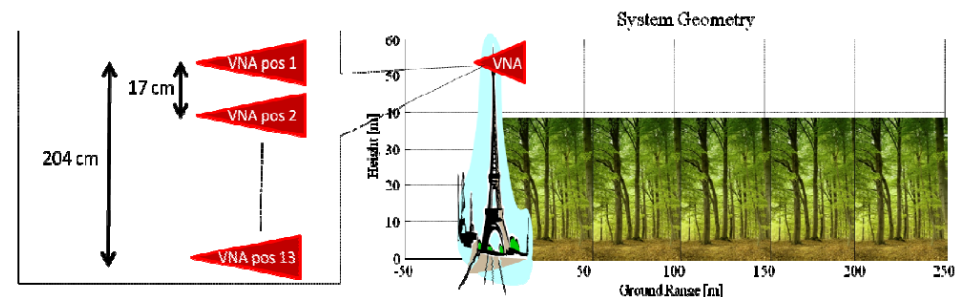 System Geometry
VNA pos 1
17 cm
VNA pos 2
204 cm
VNA pos 13
VNA
Height [m]
60
50
40
30
20
10
0
-50
50
100
150
200
250
Ground Range [m]